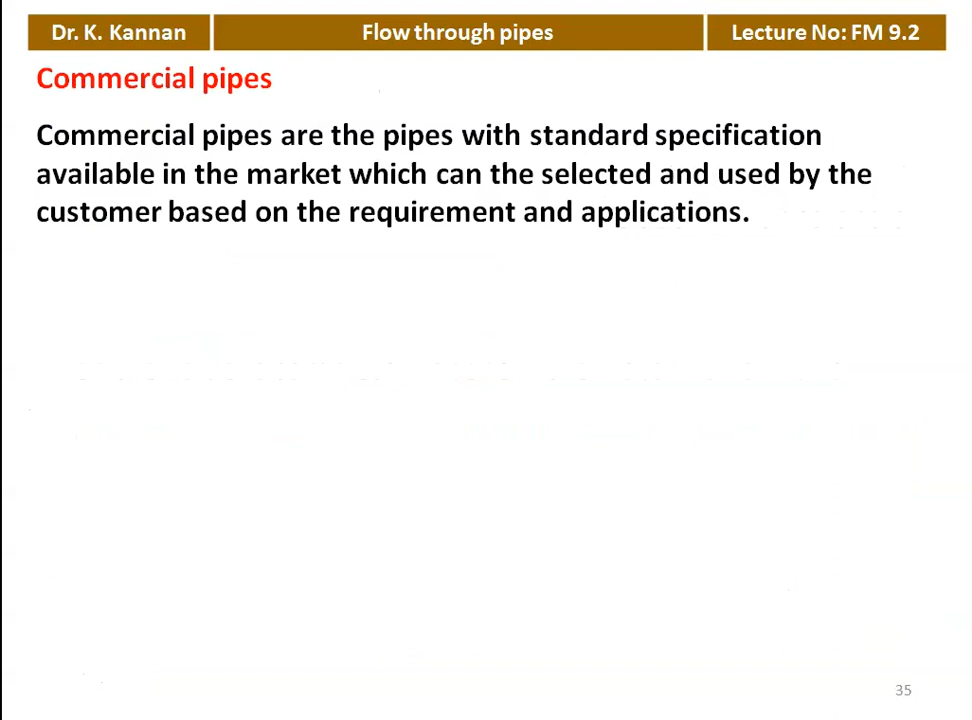 Dr. K. Kannan
Flow through pipes
Lecture No: FM 9.2
Commercial pipes
Commercial pipes are the pipes with standard specification
available in the market which can the selected and used by the
customer based on the requirement and applications.
35